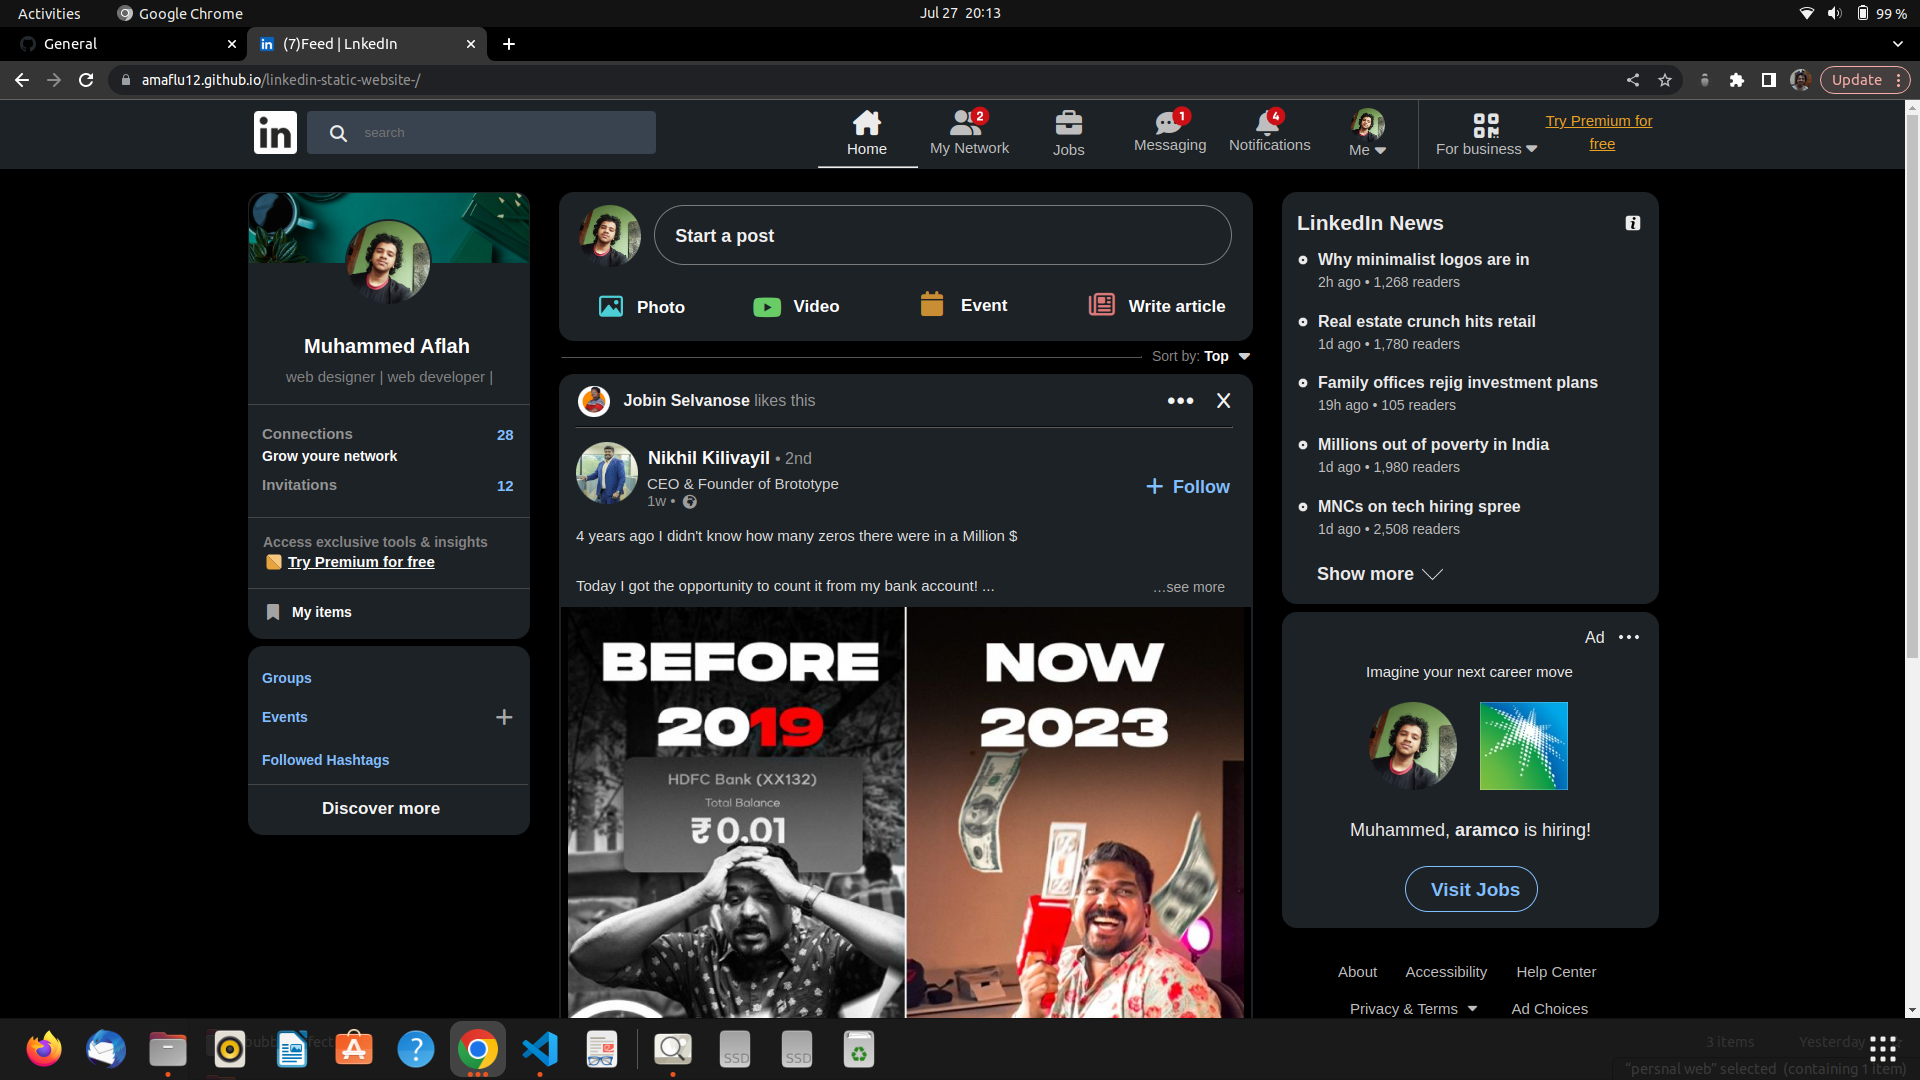 Activities
Google Chrome
Jul 27 20:13
99 %
General
(7)Feed | LnkedIn
amaflu12.github.io/linkedin-static-website-/
Update
in
search
Home
2
My Network
Jobs
1
Messaging
4
Notifications
Me
For business
Try Premium for
free
Muhammed Aflah
web designer | web developer |
Connections
28
Grow youre network
Invitations
12
Access exclusive tools & insights
Try Premium for free
My items
Groups
Events
Followed Hashtags
Discover more
Start a post
Photo
Video
Event
Write article
Sort by: Top
Jobin Selvanose likes this
X
Nikhil Kilivayil • 2nd
CEO & Founder of Brototype
1w •
Follow
4 years ago I didn't know how many zeros there were in a Million $
Today I got the opportunity to count it from my bank account! ...
…see more
BEFORE
2019
HDFC Bank (XX132)
Total Balance
₹0.01
NOW
2023
LinkedIn News
Why minimalist logos are in
2h ago • 1,268 readers
Real estate crunch hits retail
1d ago • 1,780 readers
Family offices rejig investment plans
19h ago • 105 readers
Millions out of poverty in India
1d ago • 1,980 readers
MNCs on tech hiring spree
1d ago • 2,508 readers
Show more
Ad
Imagine your next career move
Muhammed, aramco is hiring!
Visit Jobs
About
Accessibility
Help Center
Privacy & Terms
Ad Choices
SSD
SSD
3 items
Yesterday
"persnal web" selected (containing 1 item)